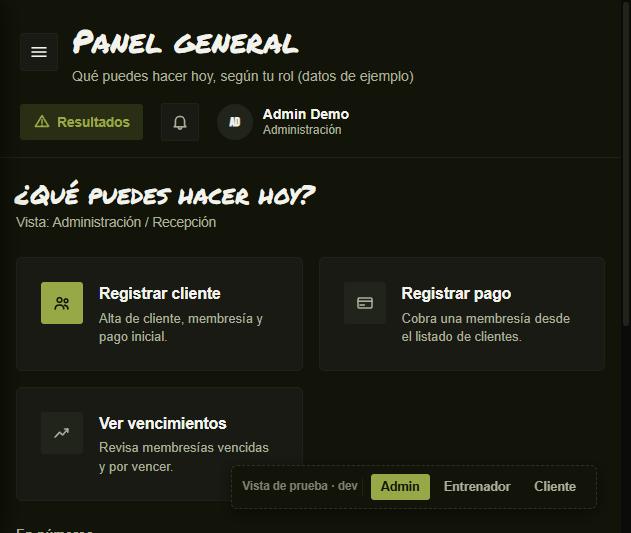 Panel general
Qué puedes hacer hoy, según tu rol (datos de ejemplo)
Resultados
AD
Admin Demo
Administración
¿Qué puedes hacer hoy?
Vista: Administración / Recepción
Registrar cliente
Alta de cliente, membresía y
pago inicial.
Registrar pago
Cobra una membresía desde
el listado de clientes.
Ver vencimientos
Revisa membresías vencidas
y por vencer.
Vista de prueba · dev
Admin
Entrenador
Cliente